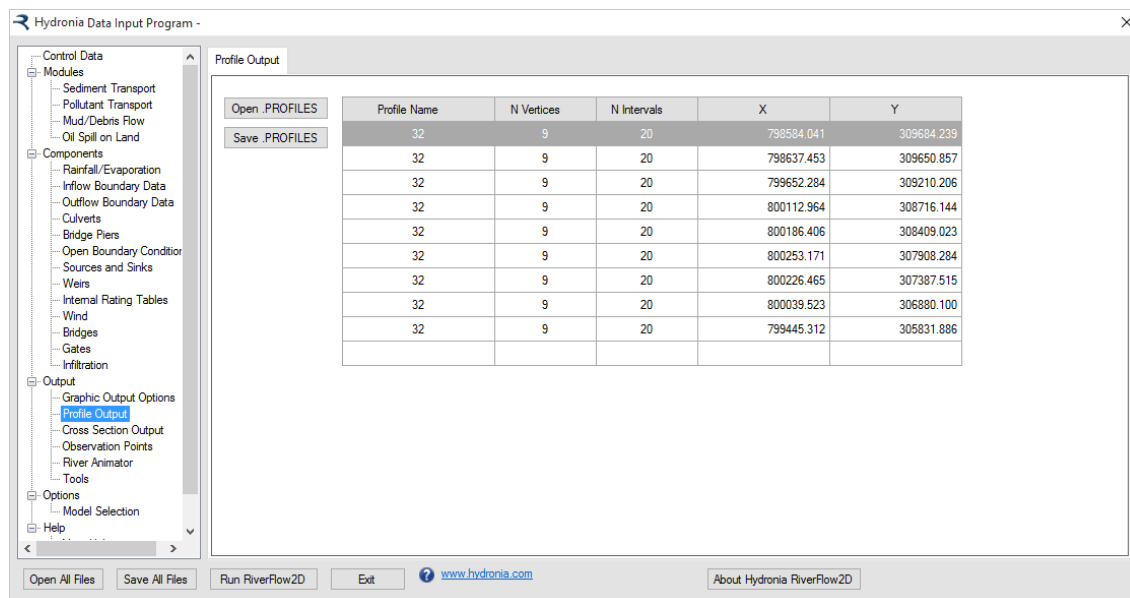 Hydronia Data Input Program -
Control Data
Modules
Sediment Transport
Pollutant Transport
Mud/Debris Flow
Oil Spill on Land
Components
Rainfall/Evaporation
Inflow Boundary Data
Outflow Boundary Data
Culverts
Bridge Piers
Open Boundary Condition
Sources and Sinks
Weirs
Internal Rating Tables
Wind
Bridges
Gates
Infiltration
Output
Graphic Output Options
Profile Output
Cross Section Output
Observation Points
River Animator
Tools
Options
Model Selection
Help
Profile Output
Open .PROFILES
Save .PROFILES
Profile Name N Vertices N Intervals X Y
32 9 20 798584.041 309684.239
32 9 20 798637.453 309650.857
32 9 20 799652.284 309210.206
32 9 20 800112.964 308716.144
32 9 20 800186.406 308409.023
32 9 20 800253.171 307908.284
32 9 20 800226.465 307387.515
32 9 20 800039.523 306880.100
32 9 20 799445.312 305831.886
Open All Files Save All Files Run RiverFlow2D Exit ? www.hydronia.com About Hydronia RiverFlow2D